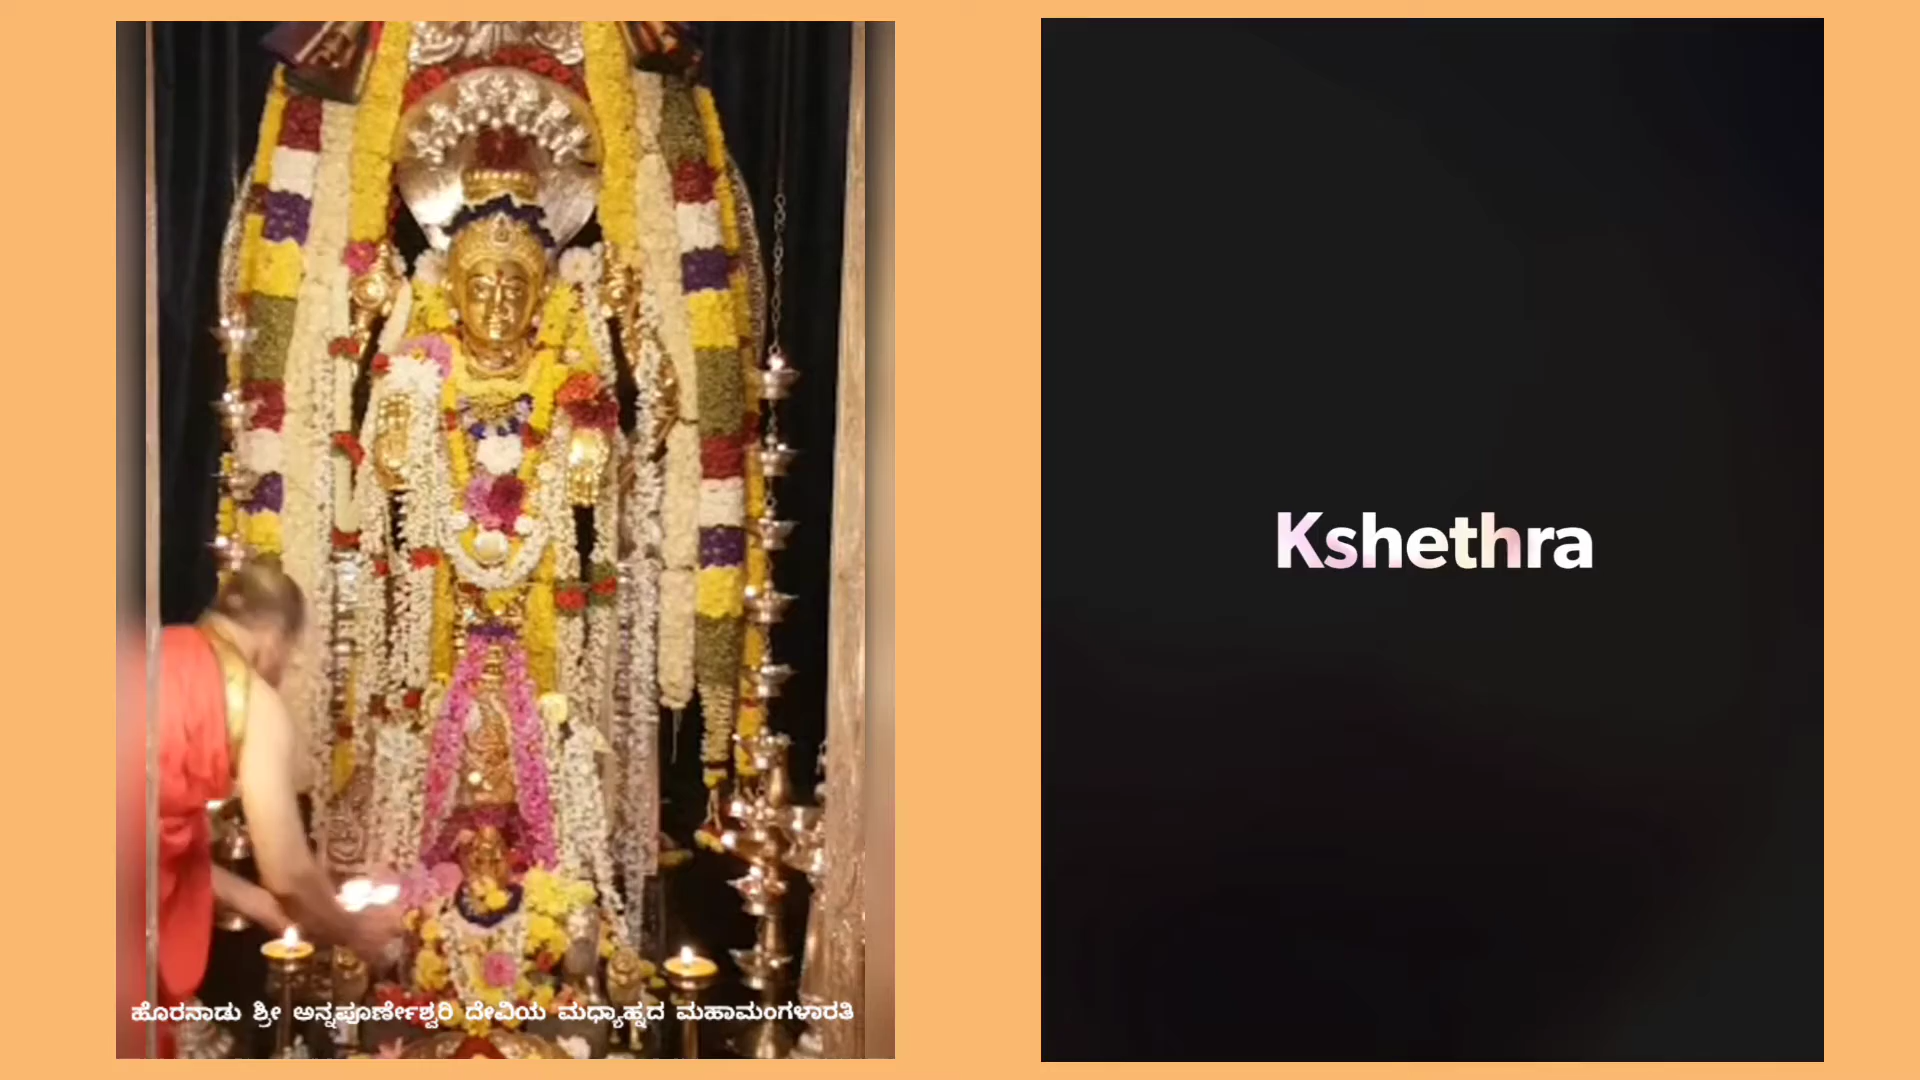 ಹೊರನಾಡು ಶ್ರೀ ಅನ್ನಪೂರ್ಣೇಶ್ವರಿ ದೇವಿಯ ಮಧ್ಯಾಹ್ನದ ಮಹಾಮಂಗಳಾರತಿ
Kshethra